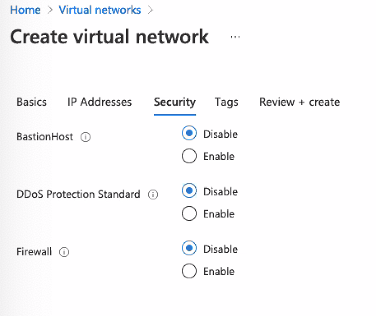 Home > Virtual networks >
Create virtual network ...
Basics IP Addresses Security Tags Review + create
BastionHost Disable
Enable
DDoS Protection Standard Disable
Enable
Firewall Disable
Enable